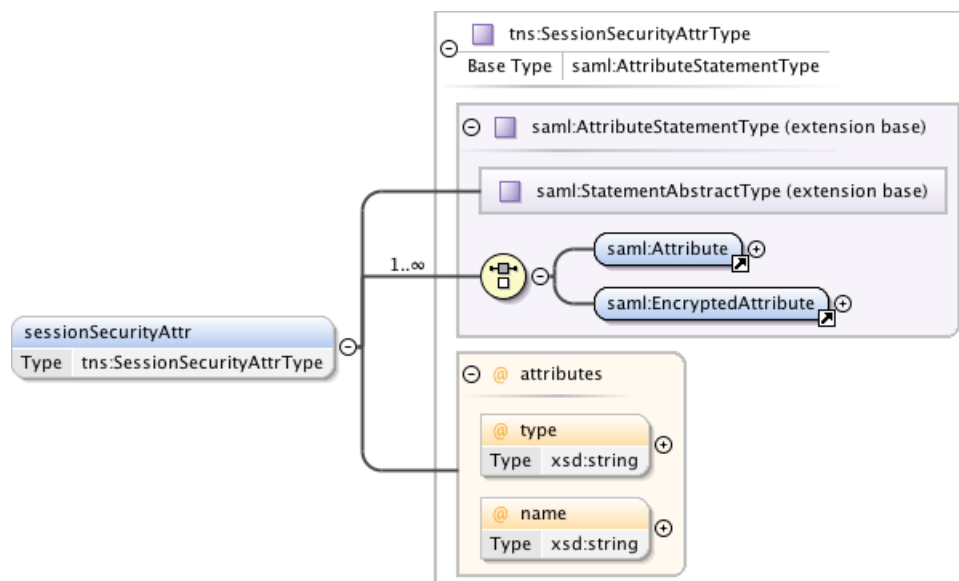 tns:SessionSecurityAttrType
Base Type saml:AttributeStatementType
saml:AttributeStatementType (extension base)
saml:StatementAbstractType (extension base)
1..∞
saml:Attribute
saml:EncryptedAttribute
sessionSecurityAttr
Type tns:SessionSecurityAttrType
@ attributes
@ type
Type xsd:string
@ name
Type xsd:string